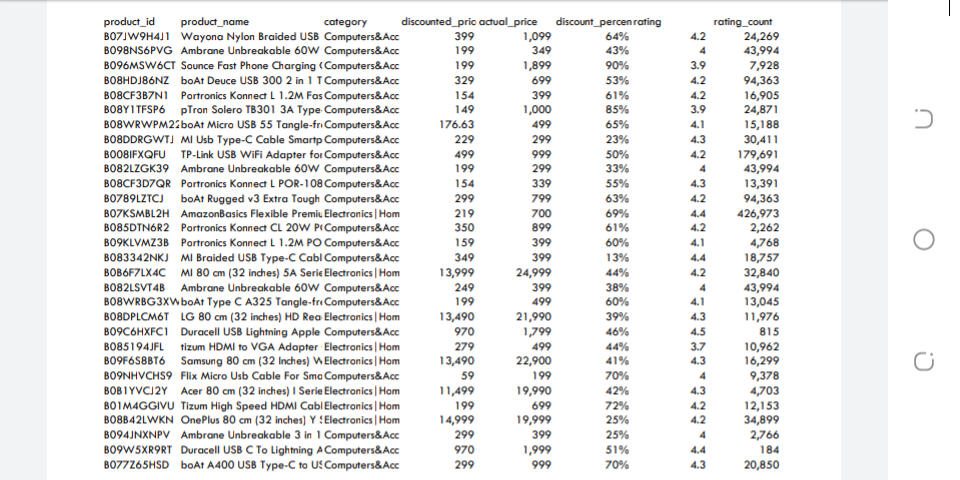 product_id product_name category discounted_pric actual_price discount_percen rating rating_count
B07JW9H4J1 Wayona Nylon Braided USB Computers&Acc 399 1,099 64% 4.2 24,269
B098NS6PVG Ambrane Unbreakable 60W Computers&Acc 199 349 43% 4 43,994
B096MSW6CT Sounce Fast Phone Charging ( Computers&Acc 199 1,899 90% 3.9 7,928
B08HDJ86NZ boAt Deuce USB 300 2 in 1 T Computers&Acc 329 699 53% 4.2 94,363
B08CF3B7N1 Portronics Konnect L 1.2M Fas Computers&Acc 154 399 61% 4.2 16,905
B08Y1TFSP6 pTron Solero TB301 3A Type- Computers&Acc 149 1,000 85% 3.9 24,871
B08WRWPM22 boAt Micro USB 55 Tangle-fre Computers&Acc 176.63 499 65% 4.1 15,188
B08DDRGWTJ MI Usb Type-C Cable Smartp Computers&Acc 229 299 23% 4.3 30,411
B008IFXQFU TP-Link USB WiFi Adapter for Computers&Acc 499 999 50% 4.2 179,691
B082LZGK39 Ambrane Unbreakable 60W Computers&Acc 199 299 33% 4 43,994
B08CF3D7QR Portronics Konnect L POR-108 Computers&Acc 154 339 55% 4.3 13,391
B0789LZTCJ boAt Rugged v3 Extra Tough Computers&Acc 299 799 63% 4.2 94,363
B07KSMBL2H AmazonBasics Flexible Premiu Electronics|Hom 219 700 69% 4.4 426,973
B085DTN6R2 Portronics Konnect CL 20W P( Computers&Acc 350 899 61% 4.2 2,262
B09KLVMZ3B Portronics Konnect L 1.2M PO Computers&Acc 159 399 60% 4.1 4,768
B083342NKJ MI Braided USB Type-C Cabl Computers&Acc 349 399 13% 4.4 18,757
B0B6F7LX4C MI 80 cm (32 inches) 5A Serie Electronics|Hom 13,999 24,999 44% 4.2 32,840
B082LSVT4B Ambrane Unbreakable 60W Computers&Acc 249 399 38% 4 43,994
B08WRBG3XW boAt Type C A325 Tangle-fre Computers&Acc 199 499 60% 4.1 13,045
B08DPLCM6T LG 80 cm (32 inches) HD Rea Electronics|Hom 13,490 21,990 39% 4.3 11,976
B09C6HXFC1 Duracell USB Lightning Apple Computers&Acc 970 1,799 46% 4.5 815
B085194JFL tizum HDMI to VGA Adapter Electronics|Hom 279 499 44% 3.7 10,962
B09F6S8BT6 Samsung 80 cm (32 Inches) W Electronics|Hom 13,490 22,900 41% 4.3 16,299
B09NHVCHS9 Flix Micro Usb Cable For Sma Computers&Acc 59 199 70% 4 9,378
B0B1YVCJ2Y Acer 80 cm (32 inches) I Serie Electronics|Hom 11,499 19,990 42% 4.3 4,703
B01M4GGIVU Tizum High Speed HDMI Cabl Electronics|Hom 199 699 72% 4.2 12,153
B08B42LWKN OnePlus 80 cm (32 inches) Y S Electronics|Hom 14,999 19,999 25% 4.2 34,899
B094JNXNPV Ambrane Unbreakable 3 in 1 Computers&Acc 299 399 25% 4 2,766
B09W5XR9RT Duracell USB C To Lightning A Computers&Acc 970 1,999 51% 4.4 184
B077Z65HSD boAt A400 USB Type-C to US Computers&Acc 299 999 70% 4.3 20,850